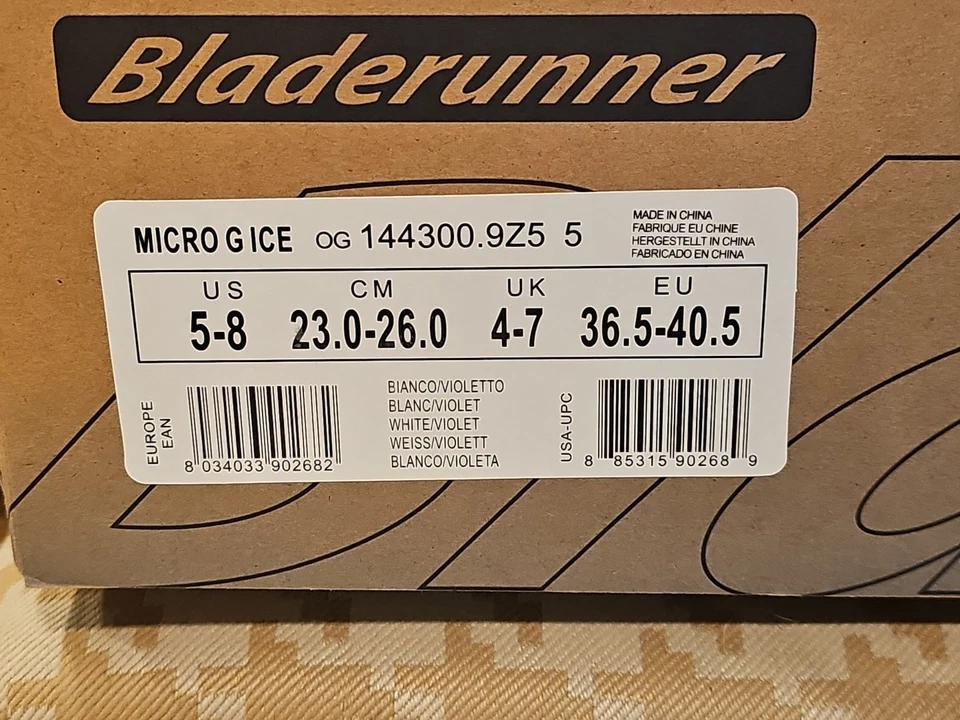 Bladerunner
MICRO G ICE OG 144300.9Z5 5
MADE IN CHINA
FABRIQUE EU CHINE
HERGESTELLT IN CHINA
FABRICADO EN CHINA
US CM UK EU
5-8 23.0-26.0 4-7 36.5-40.5
EUROPE
EAN
8 034033 902682
BIANCO/VIOLETTO
BLANC/VIOLET
WHITE/VIOLET
WEISS/VIOLETT
BLANCO/VIOLETA
USA-UPC
8 85315 90268 9